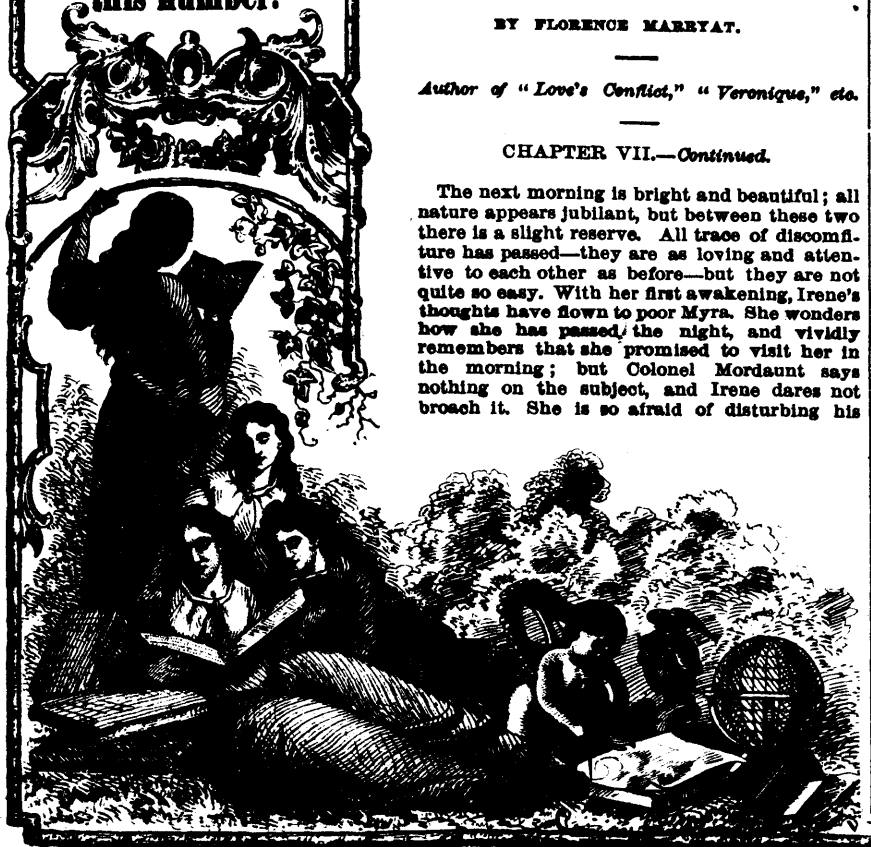 this number.
BY FLORENCE MARRYAT.
Author of “Love's Conflict,” “Veronique,” etc.
CHAPTER VII.—Continued.
The next morning is bright and beautiful; all
nature appears jubilant, but between these two
there is a slight reserve. All trace of discomfi-
ture has passed—they are as loving and atten-
tive to each other as before—but they are not
quite so easy. With her first awakening, Irene's
thoughts have flown to poor Myra. She wonders
how she has passed the night, and vividly
remembers that she promised to visit her in
the morning; but Colonel Mordaunt says
nothing on the subject, and Irene dares not
broach it. She is so afraid of disturbing his